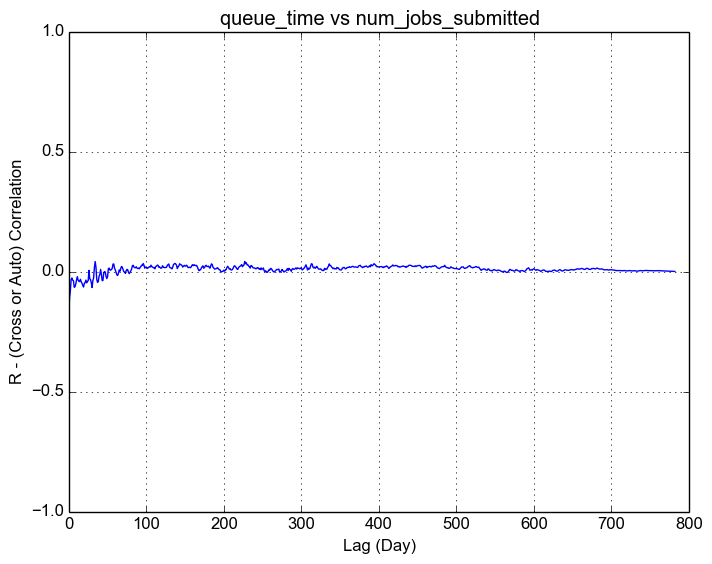 queue_time vs num_jobs_submitted
R - (Cross or Auto) Correlation
1.0
0.5
0.0
−0.5
−1.0
0 100 200 300 400 500 600 700 800
Lag (Day)